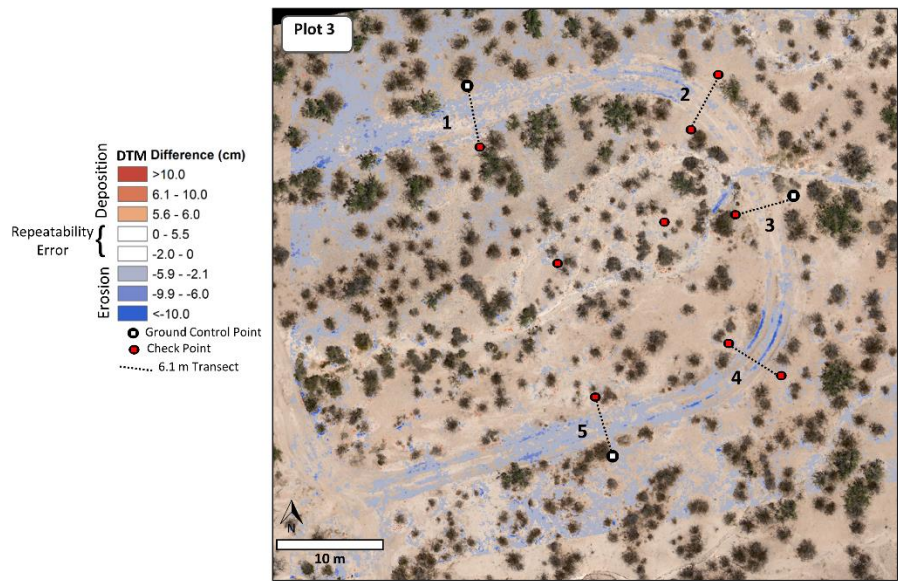 Plot 3
DTM Difference (cm)
Deposition
>10.0
6.1 - 10.0
5.6 - 6.0
Repeatability
Error
{
0 - 5.5
-2.0 - 0
Erosion
-5.9 - -2.1
-9.9 - -6.0
<-10.0
Ground Control Point
Check Point
6.1 m Transect
1
2
3
4
5
N
10 m